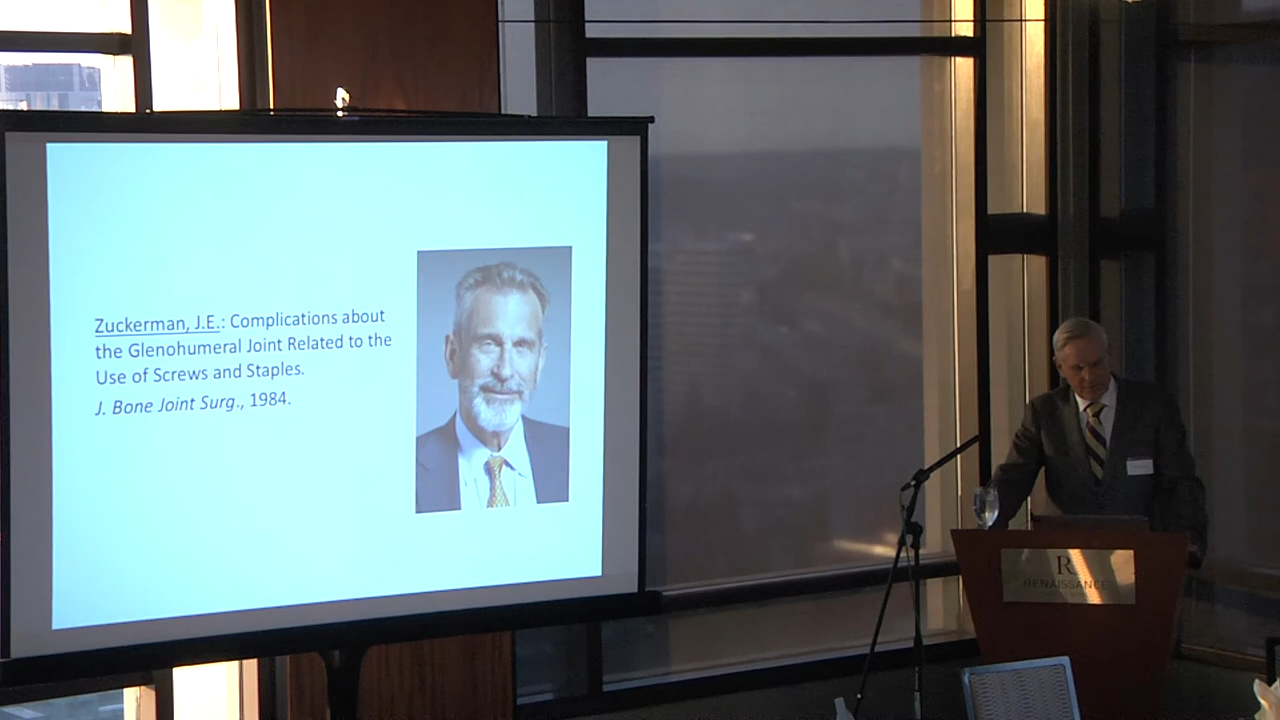 Zuckerman, J.E.: Complications about
the Glenohumeral Joint Related to the
Use of Screws and Staples.
J. Bone Joint Surg., 1984.
R
RENAISSANCE